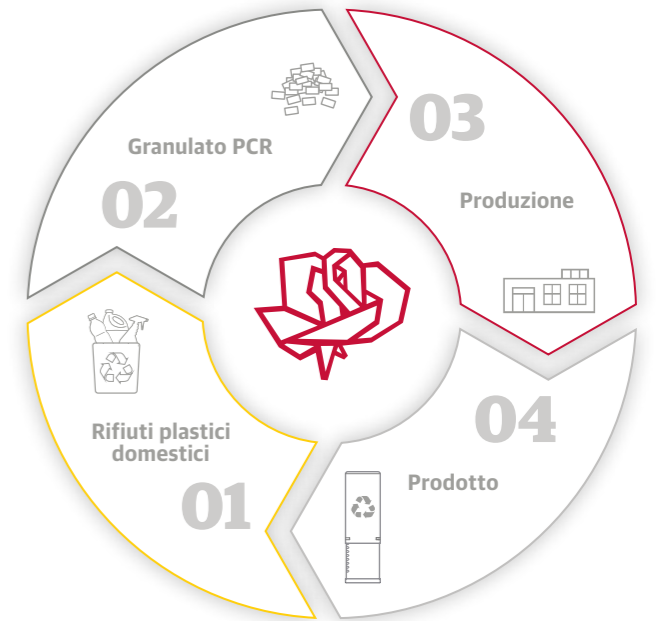 01
Rifiuti plastici
domestici
02
Granulato PCR
03
Produzione
04
Prodotto